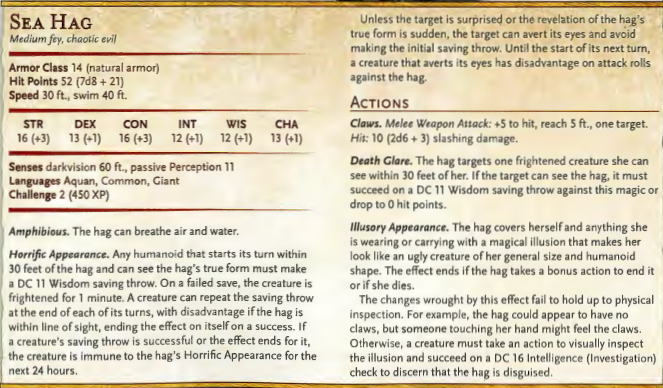 SEA HAG
Medium fey, chaotic evil
Armor Class 14 (natural armor)
Hit Points 52 (7d8 + 21)
Speed 30 ft., swim 40 ft.
STR DEX CON INT WIS CHA
16 (+3) 13 (+1) 16 (+3) 12 (+1) 12 (+1) 13 (+1)
Senses darkvision 60 ft., passive Perception 11
Languages Aquan, Common, Giant
Challenge 2 (450 XP)
Amphibious. The hag can breathe air and water.
Horrific Appearance. Any humanoid that starts its turn within
30 feet of the hag and can see the hag's true form must make
a DC 11 Wisdom saving throw. On a failed save, the creature is
frightened for 1 minute. A creature can repeat the saving throw
at the end of each of its turns, with disadvantage if the hag is
within line of sight, ending the effect on itself on a success. If
a creature's saving throw is successful or the effect ends for it,
the creature is immune to the hag's Horrific Appearance for the
next 24 hours.
Unless the target is surprised or the revelation of the hag's
true form is sudden, the target can avert its eyes and avoid
making the initial saving throw. Until the start of its next turn,
a creature that averts its eyes has disadvantage on attack rolls
against the hag.
ACTIONS
Claws. Melee Weapon Attack: +5 to hit, reach 5 ft., one target.
Hit: 10 (2d6 + 3) slashing damage.
Death Glare. The hag targets one frightened creature she can
see within 30 feet of her. If the target can see the hag, it must
succeed on a DC 11 Wisdom saving throw against this magic or
drop to 0 hit points.
Illusory Appearance. The hag covers herself and anything she
is wearing or carrying with a magical illusion that makes her
look like an ugly creature of her general size and humanoid
shape. The effect ends if the hag takes a bonus action to end it
or if she dies.
The changes wrought by this effect fail to hold up to physical
inspection. For example, the hag could appear to have no
claws, but someone touching her hand might feel the claws.
Otherwise, a creature must take an action to visually inspect
the illusion and succeed on a DC 16 Intelligence (Investigation)
check to discern that the hag is disguised.